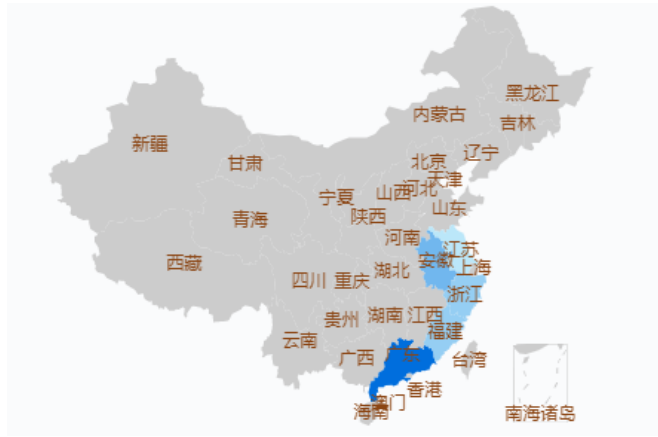 黑龙江
内蒙古
吉林
新疆
辽宁
北京
甘肃
天津
河北
山西
宁夏
山东
陕西
青海
河南
江苏
安徽
西藏
上海
湖北
四川
重庆
浙江
湖南
江西
贵州
福建
云南
广东
广西
台湾
香港
澳门
海南
南海诸岛